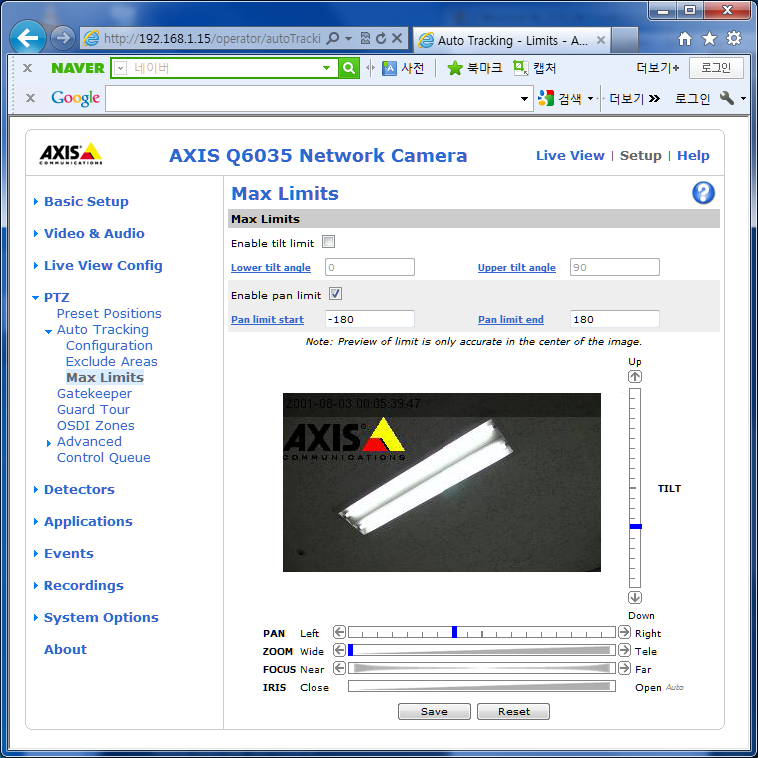 http://192.168.1.15/operator/autoTracki
Auto Tracking - Limits - A...
x NAVER 네이버 사전 북마크 캡처 더보기+ 로그인
x Google 검색 더보기 » 로그인
AXIS COMMUNICATIONS
AXIS Q6035 Network Camera
Live View | Setup | Help
Basic Setup
Video & Audio
Live View Config
PTZ
Preset Positions
Auto Tracking
Configuration
Exclude Areas
Max Limits
Gatekeeper
Guard Tour
OSDI Zones
Advanced
Control Queue
Detectors
Applications
Events
Recordings
System Options
About
Max Limits
Max Limits
Enable tilt limit
Lower tilt angle 0 Upper tilt angle 90
Enable pan limit
Pan limit start -180 Pan limit end 180
Note: Preview of limit is only accurate in the center of the image.
Up
2001-08-03 00:05:39.47
AXIS
COMMUNICATIONS
TILT
Down
PAN Left Right
ZOOM Wide Tele
FOCUS Near Far
IRIS Close Open Auto
Save Reset